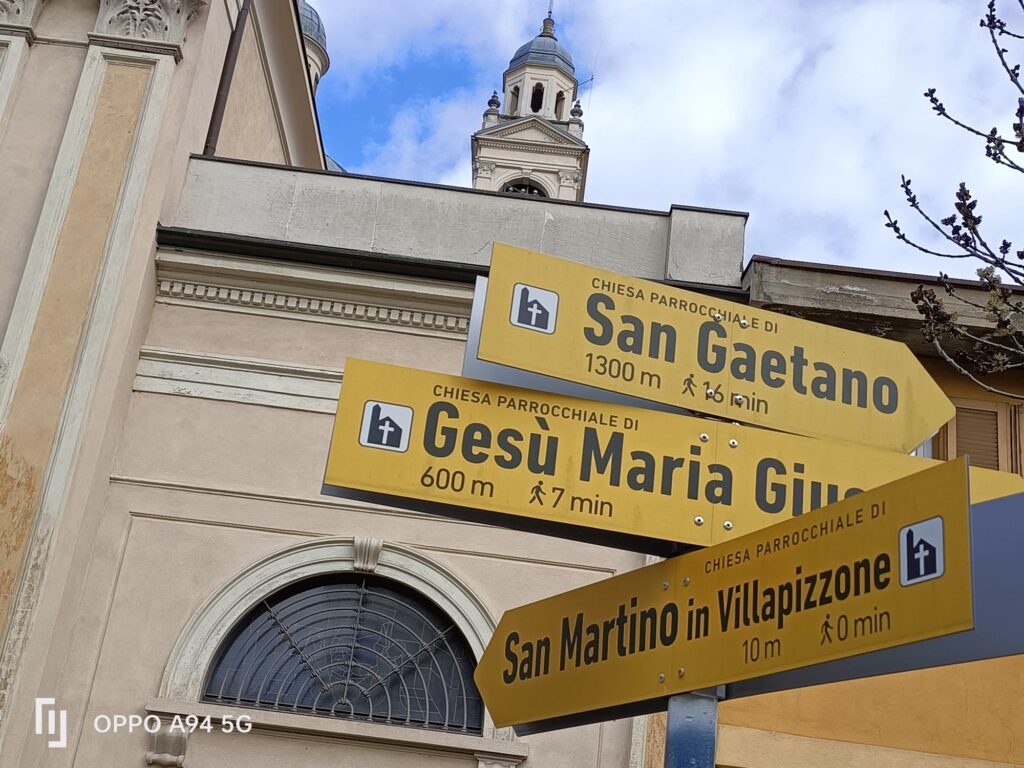 CHIESA PARROCCHIALE DI
San Gaetano
1300 m 16 min
CHIESA PARROCCHIALE DI
Gesù Maria
600 m 7 min
CHIESA PARROCCHIALE DI
San Martino in Villapizzone
10 m 0 min
OPPO A94 5G